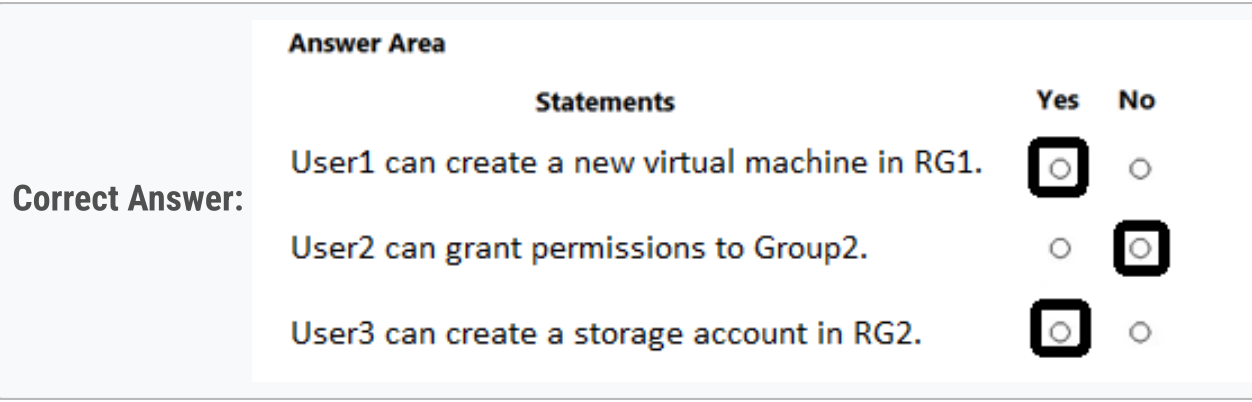 Answer Area
Statements Yes No
User1 can create a new virtual machine in RG1.
Correct Answer:
User2 can grant permissions to Group2.
User3 can create a storage account in RG2.